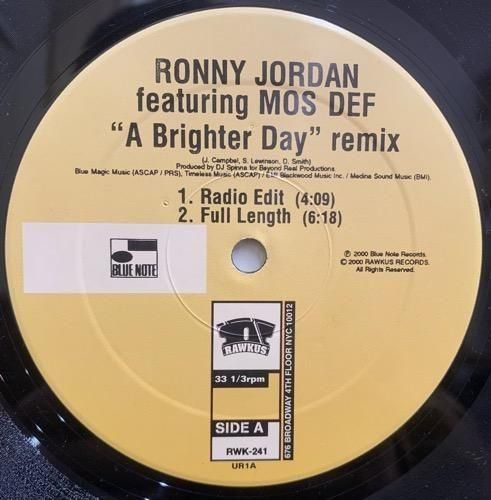 RONNY JORDAN
featuring MOS DEF
“A Brighter Day” remix
(J. Campbel, S. Lewinson, D. Smith)
Produced by DJ Spinna for Beyond Real Productions.
Blue Magic Music (ASCAP / PRS), Timeless Music (ASCAP) / EMI Blackwood Music Inc. / Medina Sound Music (BMI).
1. Radio Edit (4:09)
2. Full Length (6:18)
BLUE NOTE
℗ 2000 Blue Note Records.
© 2000 RAWKUS RECORDS.
All Rights Reserved.
RAWKUS
33 1/3rpm
SIDE A
RWK-241
676 BROADWAY 4TH FLOOR NYC 10012
UR1A